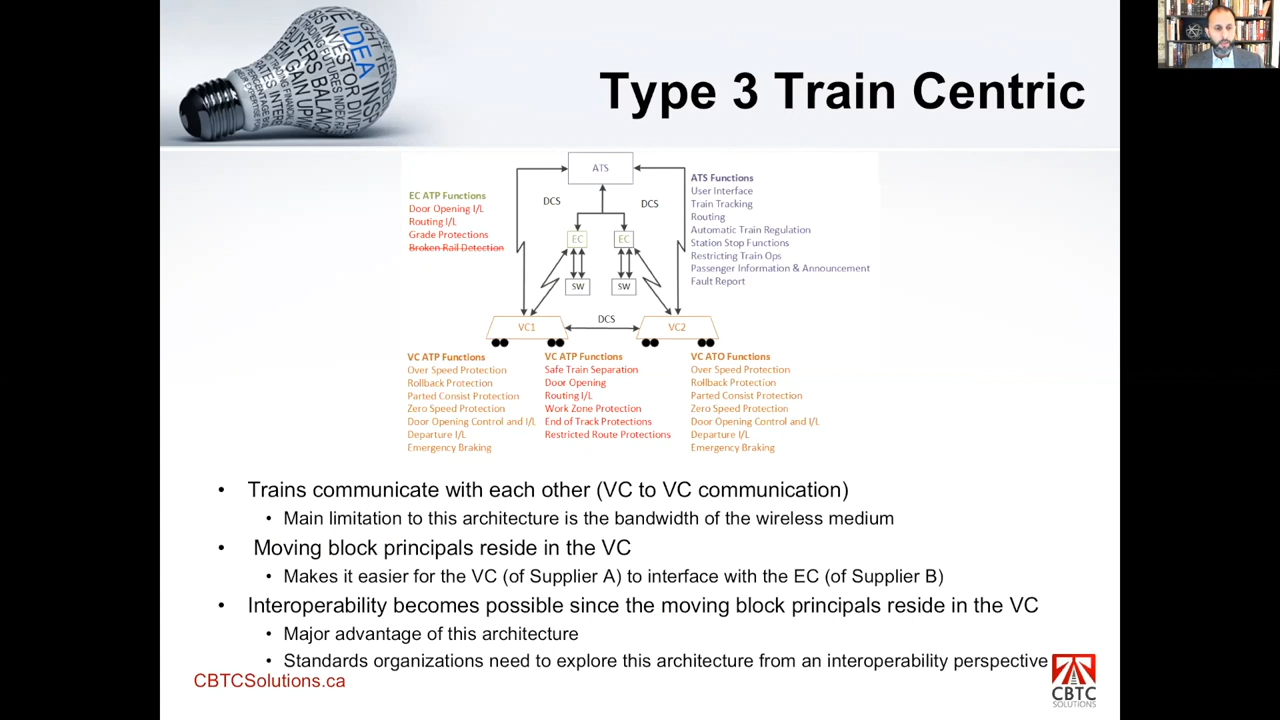 Type 3 Train Centric
ATS
DCS
DCS
EC
EC
SW
SW
VC1
DCS
VC2
EC ATP Functions
Door Opening I/L
Routing I/L
Grade Protections
Broken Rail Detection
ATS Functions
User Interface
Train Tracking
Routing
Automatic Train Regulation
Station Stop Functions
Restricting Train Ops
Passenger Information & Announcement
Fault Report
VC ATP Functions
Over Speed Protection
Rollback Protection
Parted Consist Protection
Zero Speed Protection
Door Opening Control and I/L
Departure I/L
Emergency Braking
VC ATP Functions
Safe Train Separation
Door Opening
Routing I/L
Work Zone Protection
End of Track Protections
Restricted Route Protections
VC ATO Functions
Over Speed Protection
Rollback Protection
Parted Consist Protection
Zero Speed Protection
Door Opening Control and I/L
Departure I/L
Emergency Braking
• Trains communicate with each other (VC to VC communication)
• Main limitation to this architecture is the bandwidth of the wireless medium
• Moving block principals reside in the VC
• Makes it easier for the VC (of Supplier A) to interface with the EC (of Supplier B)
• Interoperability becomes possible since the moving block principals reside in the VC
• Major advantage of this architecture
• Standards organizations need to explore this architecture from an interoperability perspective
CBTCSolutions.ca
CBTC
SOLUTIONS
IDEA